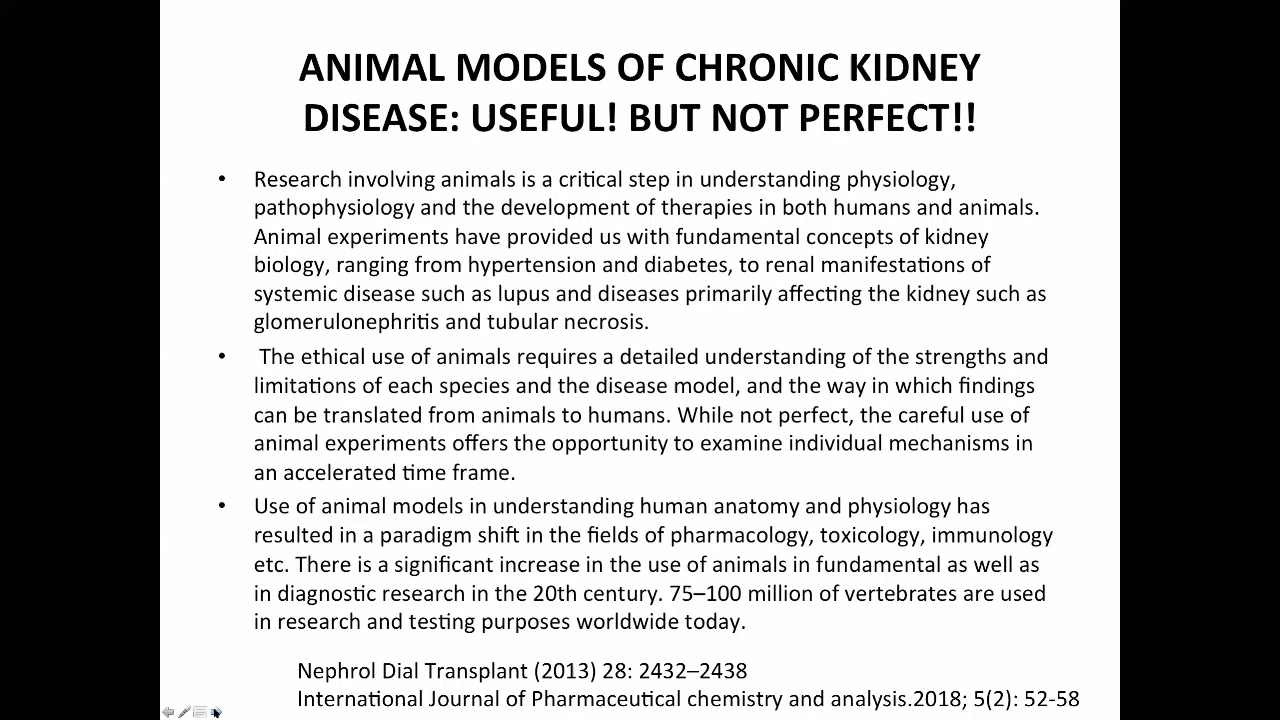 ANIMAL MODELS OF CHRONIC KIDNEY
DISEASE: USEFUL! BUT NOT PERFECT!!
• Research involving animals is a critical step in understanding physiology,
pathophysiology and the development of therapies in both humans and animals.
Animal experiments have provided us with fundamental concepts of kidney
biology, ranging from hypertension and diabetes, to renal manifestations of
systemic disease such as lupus and diseases primarily affecting the kidney such as
glomerulonephritis and tubular necrosis.
• The ethical use of animals requires a detailed understanding of the strengths and
limitations of each species and the disease model, and the way in which findings
can be translated from animals to humans. While not perfect, the careful use of
animal experiments offers the opportunity to examine individual mechanisms in
an accelerated time frame.
• Use of animal models in understanding human anatomy and physiology has
resulted in a paradigm shift in the fields of pharmacology, toxicology, immunology
etc. There is a significant increase in the use of animals in fundamental as well as
in diagnostic research in the 20th century. 75–100 million of vertebrates are used
in research and testing purposes worldwide today.
Nephrol Dial Transplant (2013) 28: 2432–2438
International Journal of Pharmaceutical chemistry and analysis.2018; 5(2): 52-58